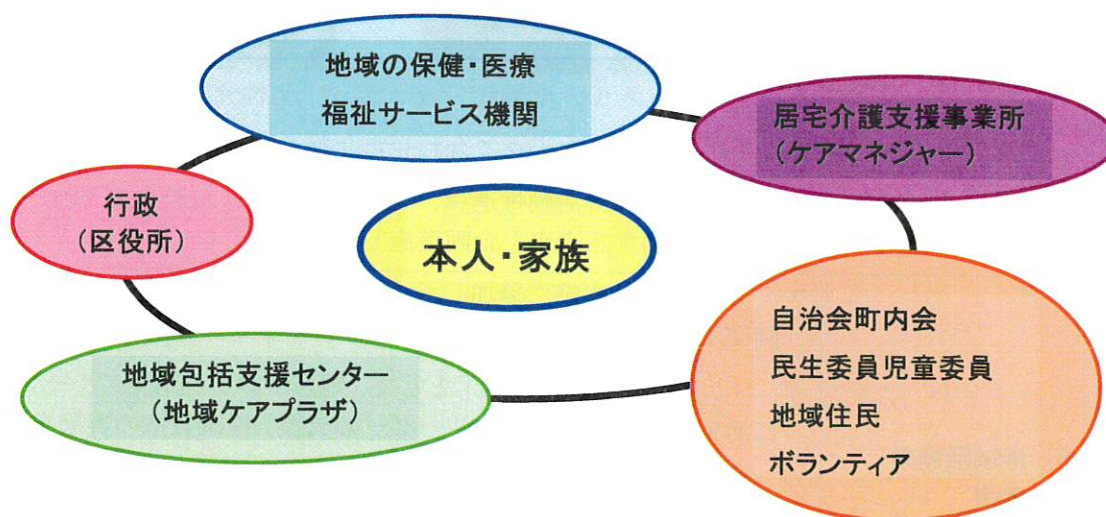 地域の保健・医療
福祉サービス機関
居宅介護支援事業所
（ケアマネジャー）
行政
（区役所）
本人・家族
地域包括支援センター
（地域ケアプラザ）
自治会町内会
民生委員児童委員
地域住民
ボランティア